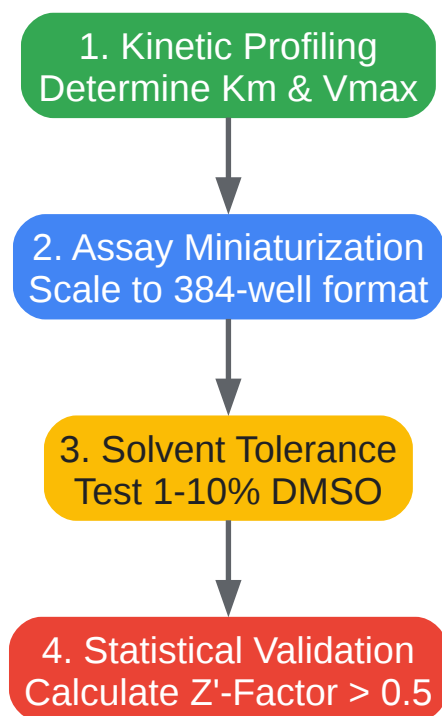 1. Kinetic Profiling
Determine Km & Vmax
2. Assay Miniaturization
Scale to 384-well format
3. Solvent Tolerance
Test 1-10% DMSO
4. Statistical Validation
Calculate Z'-Factor > 0.5